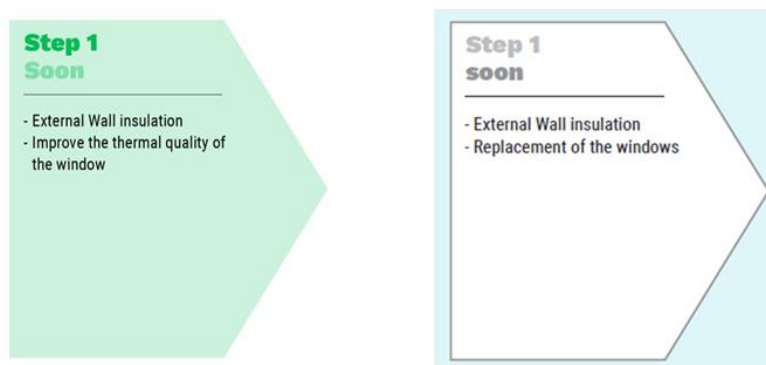 Step 1
Soon
- External Wall insulation
- Improve the thermal quality of
the window
Step 1
soon
- External Wall insulation
- Replacement of the windows